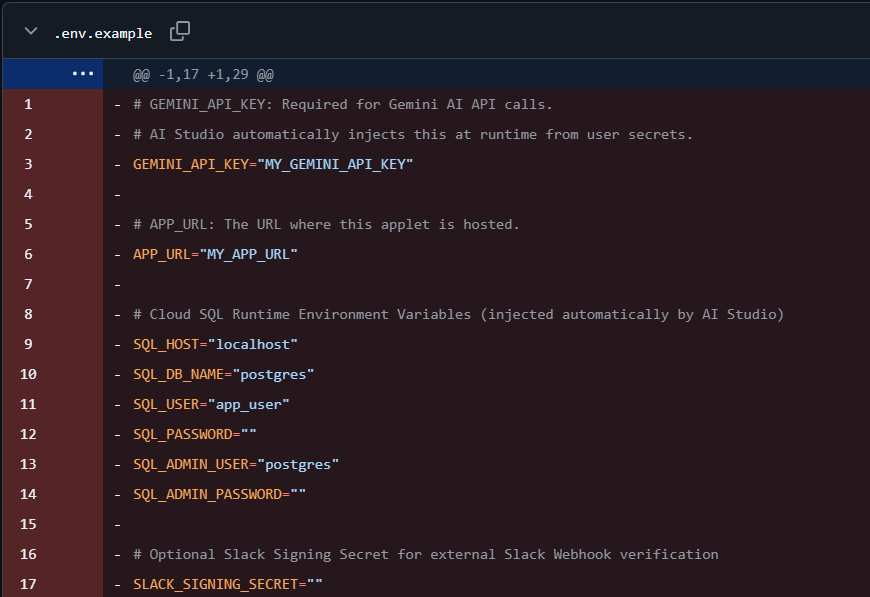 .env.example
... @@ -1,17 +1,29 @@
1 - # GEMINI_API_KEY: Required for Gemini AI API calls.
2 - # AI Studio automatically injects this at runtime from user secrets.
3 - GEMINI_API_KEY="MY_GEMINI_API_KEY"
4 -
5 - # APP_URL: The URL where this applet is hosted.
6 - APP_URL="MY_APP_URL"
7 -
8 - # Cloud SQL Runtime Environment Variables (injected automatically by AI Studio)
9 - SQL_HOST="localhost"
10 - SQL_DB_NAME="postgres"
11 - SQL_USER="app_user"
12 - SQL_PASSWORD=""
13 - SQL_ADMIN_USER="postgres"
14 - SQL_ADMIN_PASSWORD=""
15 -
16 - # Optional Slack Signing Secret for external Slack Webhook verification
17 - SLACK_SIGNING_SECRET=""